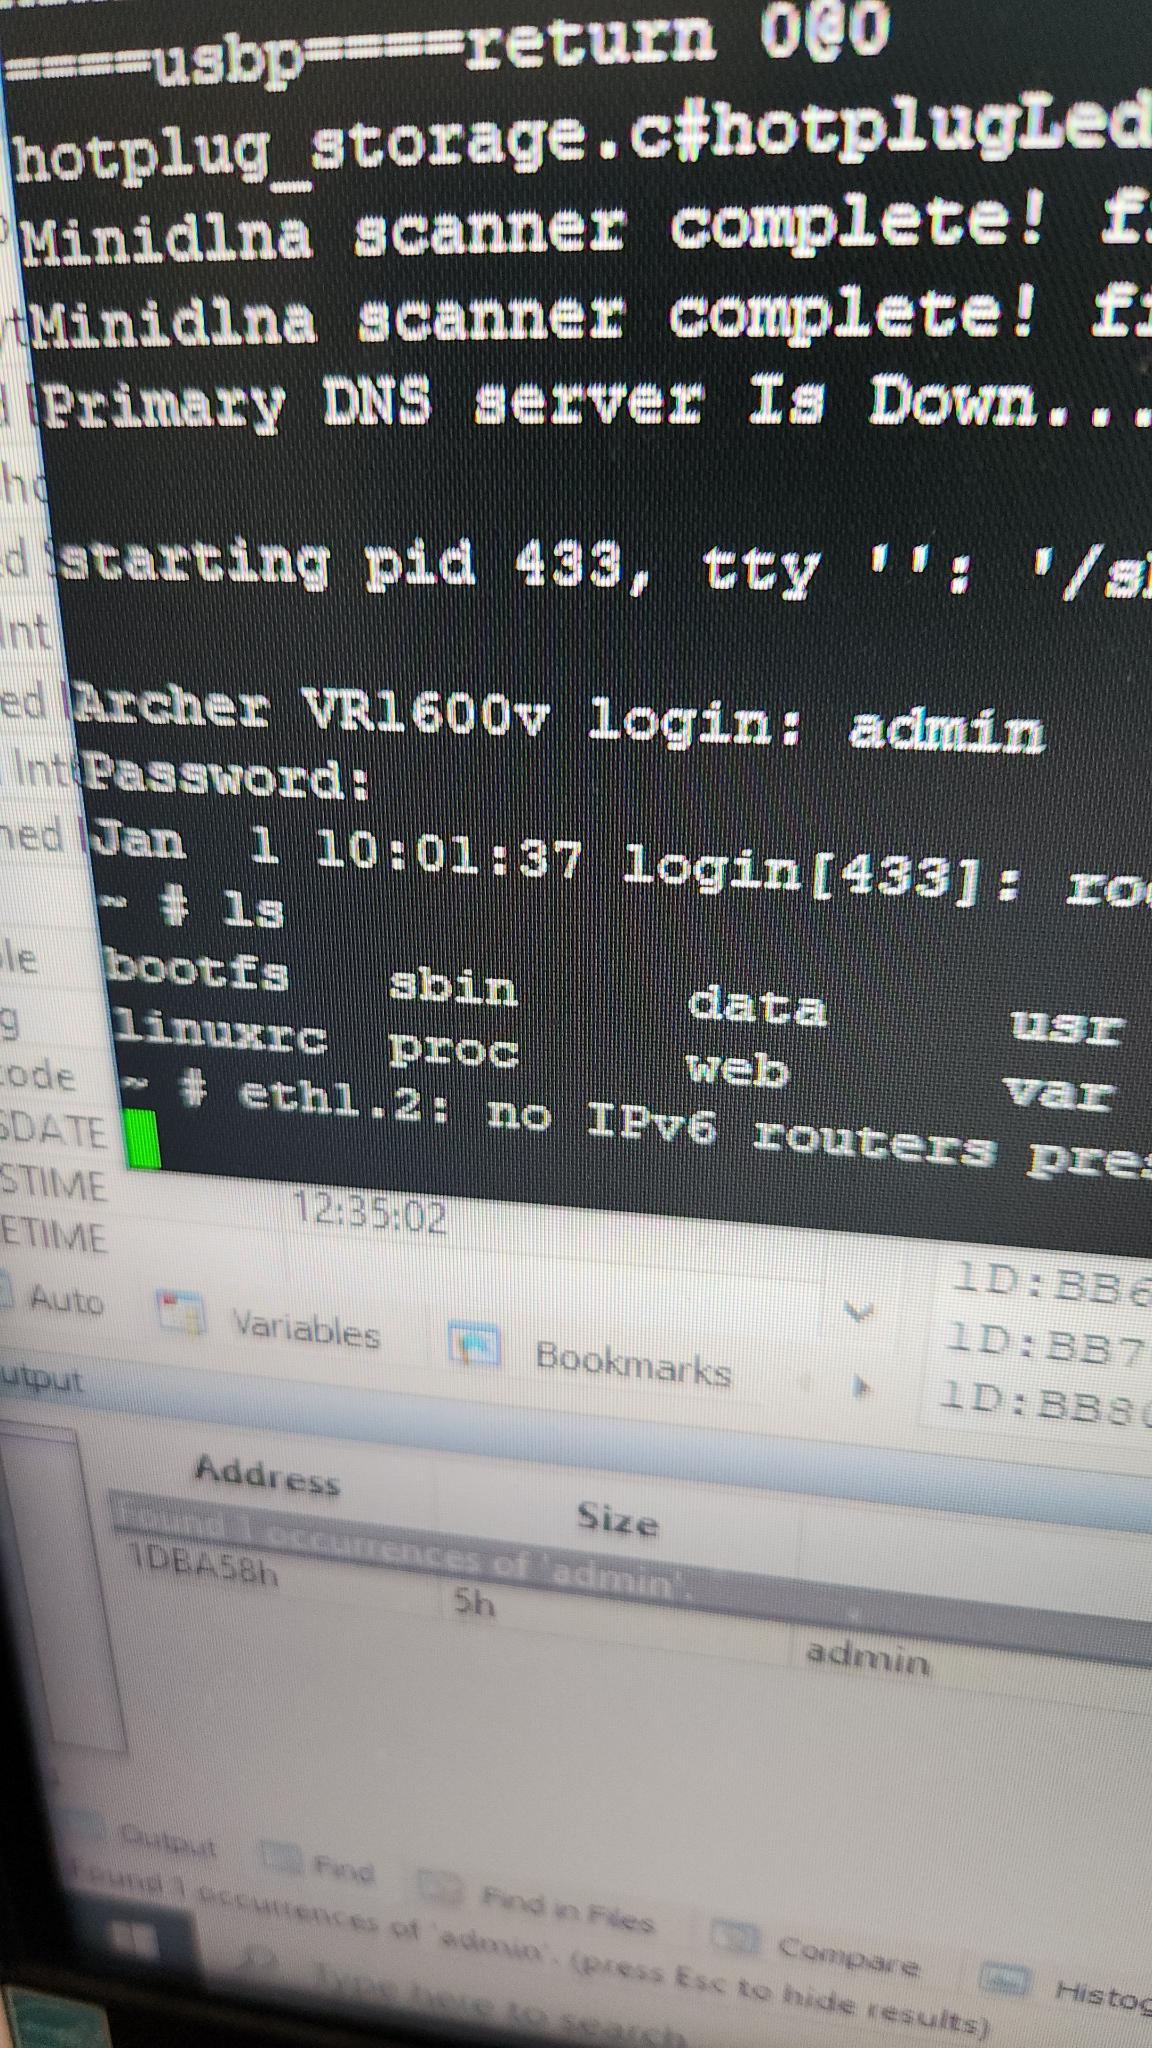 ====usbp====return 0@0
hotplug_storage.c#hotplugLed
Minidlna scanner complete!
Minidlna scanner complete!
Primary DNS server Is Down...
starting pid 433, tty '': '/s
Archer VR1600v login: admin
Password:
Jan 1 10:01:37 login[433]: ro
~ # ls
bootfs sbin data usr
linuxrc proc web var
~ # eth1.2: no IPv6 routers pres
12:35:02
Int
ed
Int
ned
ple
g
code
SDATE
STIME
ETIME
Auto
Variables
Bookmarks
1D:BB6
1D:BB7
1D:BB8
utput
Address Size
Found 1 occurrences of 'admin'.
1DBA58h 5h admin
Output Find Find in Files Compare Histog
Found 1 occurrences of 'admin'. (press Esc to hide results)
Type here to search